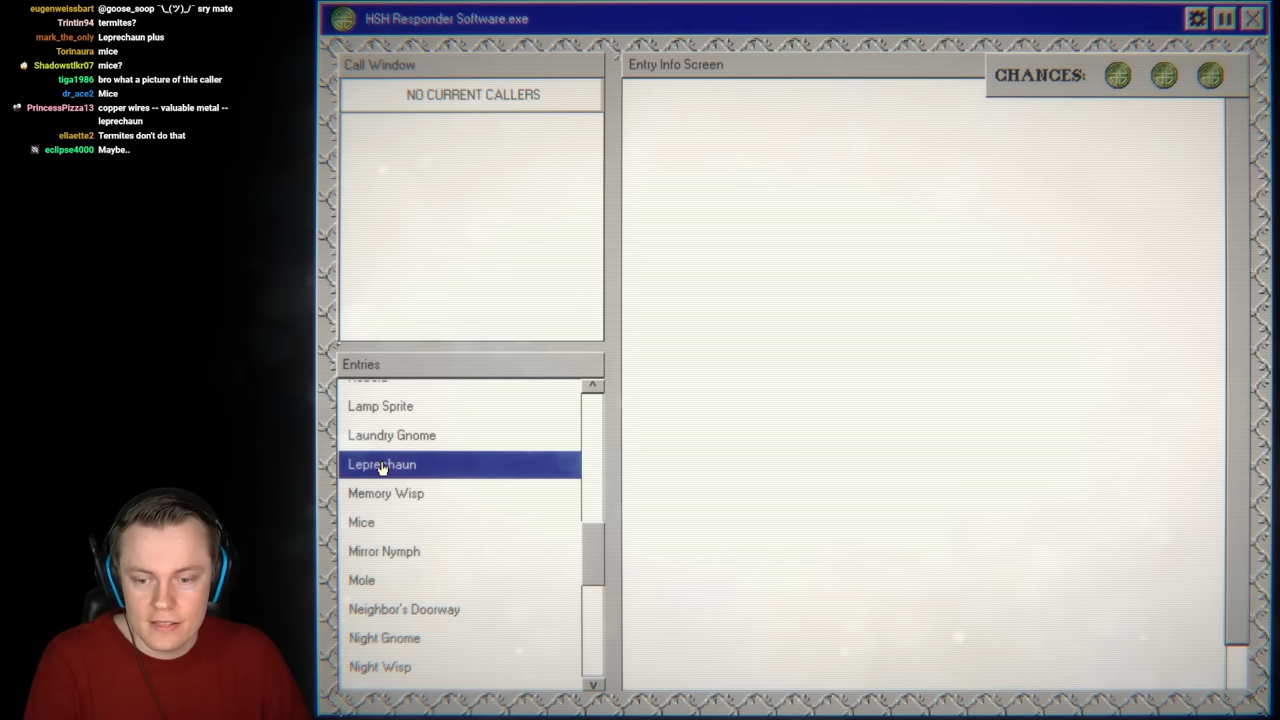 eugenweissbart @goose_soop ¯\_(ツ)_/¯ sry mate
Trintin94 termites?
mark_the_only Leprechaun plus
Torinaura mice
Shadowstlkr07 mice?
tiga1986 bro what a picture of this caller
dr_ace2 Mice
PrincessPizza13 copper wires -- valuable metal --
leprechaun
ellaette2 Termites don't do that
eclipse4000 Maybe..
HSH Responder Software.exe
Call Window
NO CURRENT CALLERS
Entry Info Screen
CHANCES:
Entries
Lamp Sprite
Laundry Gnome
Leprechaun
Memory Wisp
Mice
Mirror Nymph
Mole
Neighbor's Doorway
Night Gnome
Night Wisp